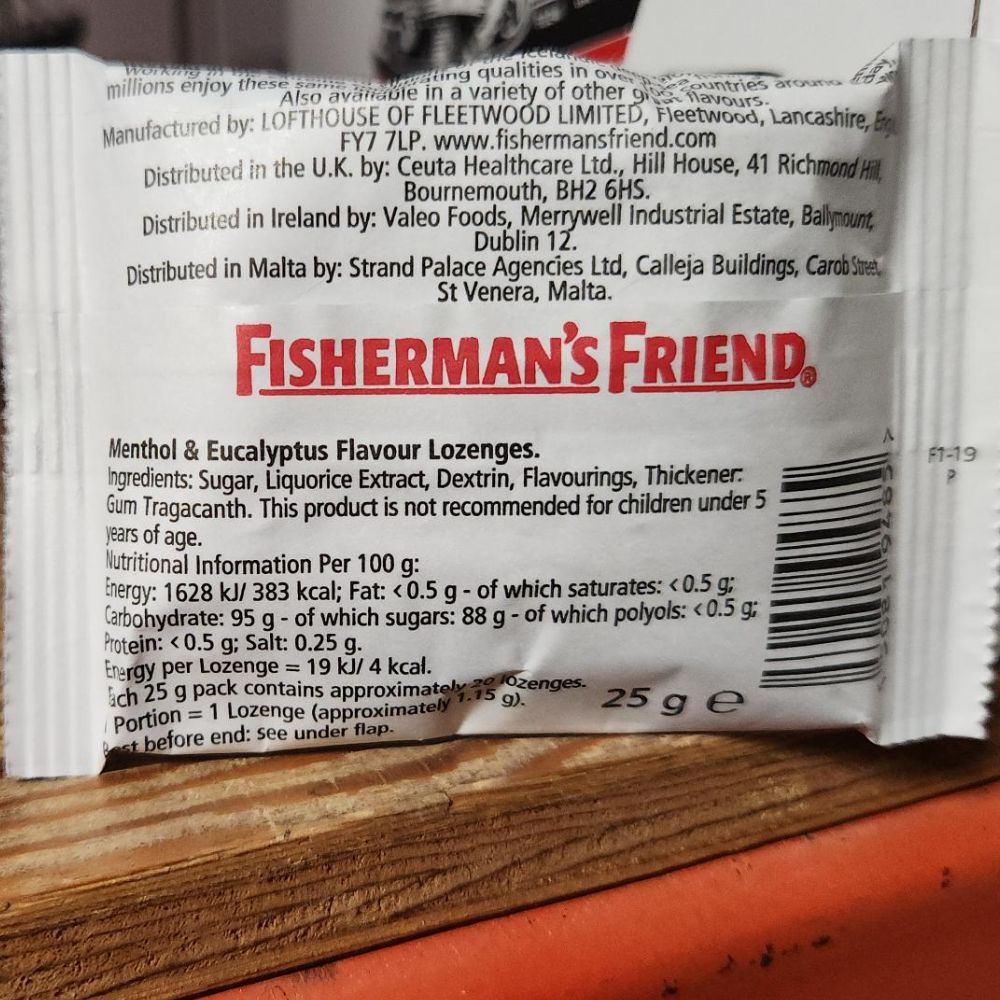 millions enjoy these same qualities in over countries around
Also available in a variety of other flavours.
Manufactured by: LOFTHOUSE OF FLEETWOOD LIMITED, Fleetwood, Lancashire,
FY7 7LP. www.fishermansfriend.com
Distributed in the U.K. by: Ceuta Healthcare Ltd., Hill House, 41 Richmond Hill,
Bournemouth, BH2 6HS.
Distributed in Ireland by: Valeo Foods, Merrywell Industrial Estate, Ballymount,
Dublin 12.
Distributed in Malta by: Strand Palace Agencies Ltd, Calleja Buildings, Carob Street,
St Venera, Malta.
FISHERMAN'S FRIEND®
Menthol & Eucalyptus Flavour Lozenges.
Ingredients: Sugar, Liquorice Extract, Dextrin, Flavourings, Thickener:
Gum Tragacanth. This product is not recommended for children under 5
years of age.
Nutritional Information Per 100 g:
Energy: 1628 kJ/ 383 kcal; Fat: <0.5 g - of which saturates: <0.5 g;
Carbohydrate: 95 g - of which sugars: 88 g - of which polyols: <0.5 g;
Protein: <0.5 g; Salt: 0.25 g.
Energy per Lozenge = 19 kJ/ 4 kcal.
Each 25 g pack contains approximately lozenges.
Portion = 1 Lozenge (approximately 1.15 g).
Best before end: See under flap.
25 g e
F1-19
P